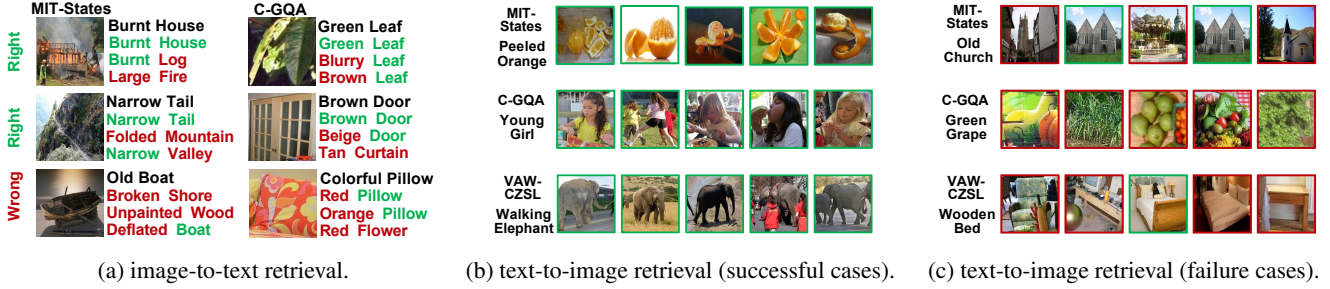 MIT-States
C-GQA
Right
Burnt House
Burnt House
Burnt Log
Large Fire
Green Leaf
Green Leaf
Blurry Leaf
Brown Leaf
Right
Narrow Tail
Narrow Tail
Folded Mountain
Narrow Valley
Brown Door
Brown Door
Beige Door
Tan Curtain
Wrong
Old Boat
Broken Shore
Unpainted Wood
Deflated Boat
Colorful Pillow
Red Pillow
Orange Pillow
Red Flower
(a) image-to-text retrieval.
MIT-
States
Peeled
Orange
C-GQA
Young
Girl
VAW-
CZSL
Walking
Elephant
(b) text-to-image retrieval (successful cases).
MIT-
States
Old
Church
C-GQA
Green
Grape
VAW-
CZSL
Wooden
Bed
(c) text-to-image retrieval (failure cases).